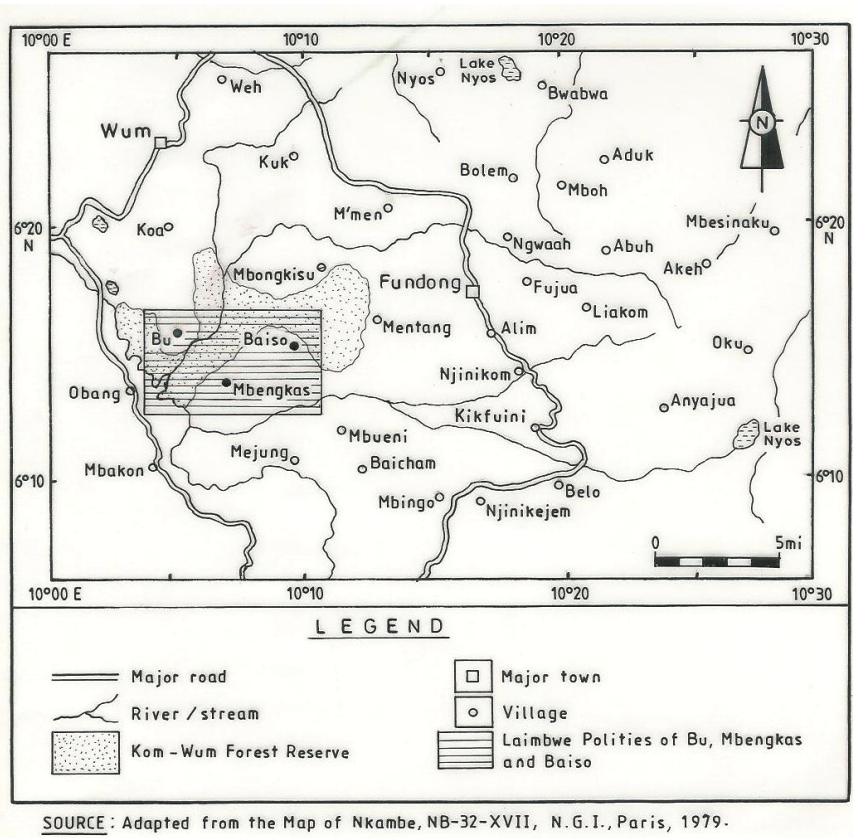 10°00 E 10°10 10°20 10°30
Lake
Nyos
Nyos
Weh
Bwabwa
N
Wum
Kuk
Aduk
Bolem
Mboh
M'men
6°20
N
Koa
Mbesinaku
6°20
N
Ngwaah
Abuh
Akeh
Mbongkisu
Fundong
Fujua
Liakom
Bu
Baiso
Mentang
Alim
Oku
Njinikom
Obang
Mbengkas
Anyajua
Kikfuini
Lake
Nyos
Mbueni
Mejung
Baicham
Mbakon
6°10
6°10
Belo
Mbingo
Njinikejem
0 5mi
10°00 E 10°10 10°20 10°30
LEGEND
Major road
Major town
River/stream
Village
Kom-Wum Forest Reserve
Laimbwe Polities of Bu, Mbengkas
and Baiso
SOURCE: Adapted from the Map of Nkambe, NB-32-XVII, N.G.I., Paris, 1979.